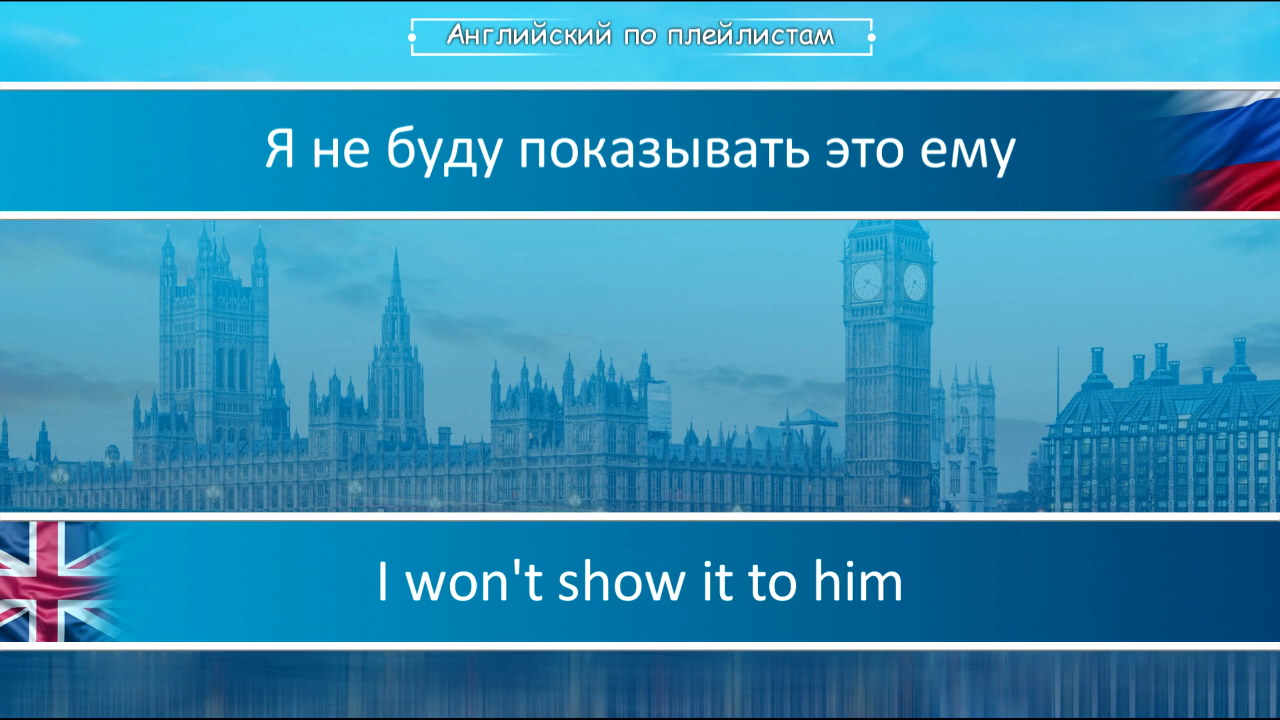 Английский по плейлистам
Я не буду показывать это ему
I won't show it to him